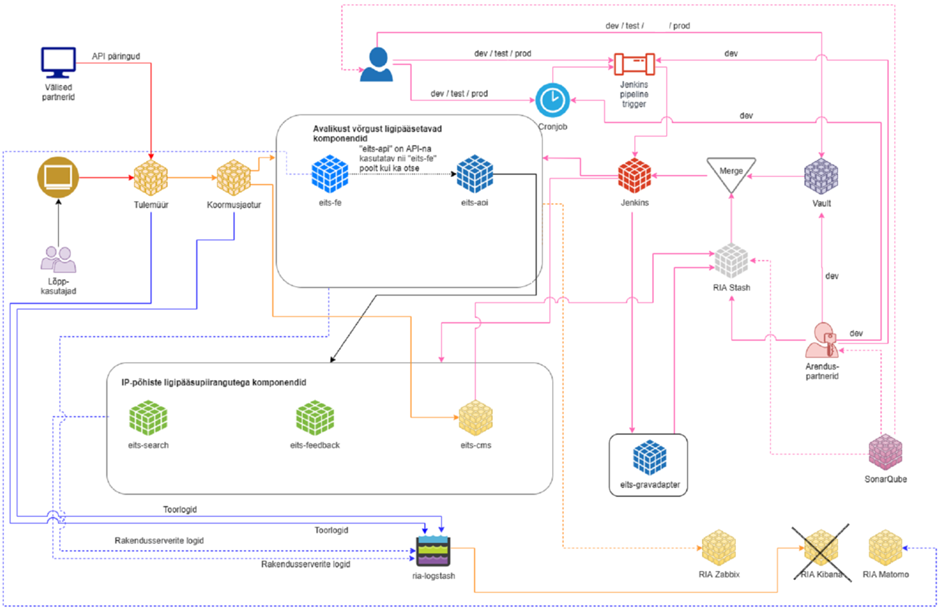 dev / test / / prod
API päringud
dev / test / prod
dev
Välised
partnerid
dev / test / prod
Jenkins
pipeline
trigger
Cronjob
dev
Avalikust võrgust ligipääsetavad
komponendid
"eits-api" on API-na
kasutatav nii "eits-fe"
poolt kui ka otse
Merge
eits-fe
eits-aoi
Tulemüür
Koormusjaotur
Jenkins
Vault
Lõpp-
kasutajad
RIA Stash
dev
dev
Arendus-
partnerid
IP-põhiste ligipääsupiirangutega komponendid
eits-search
eits-feedback
eits-cms
eits-gravadapter
SonarQube
Toorlogid
Toorlogid
Rakendusserverite logid
Rakendusserverite logid
ria-logstash
RIA Zabbix
RIA Kibana
RIA Matomo